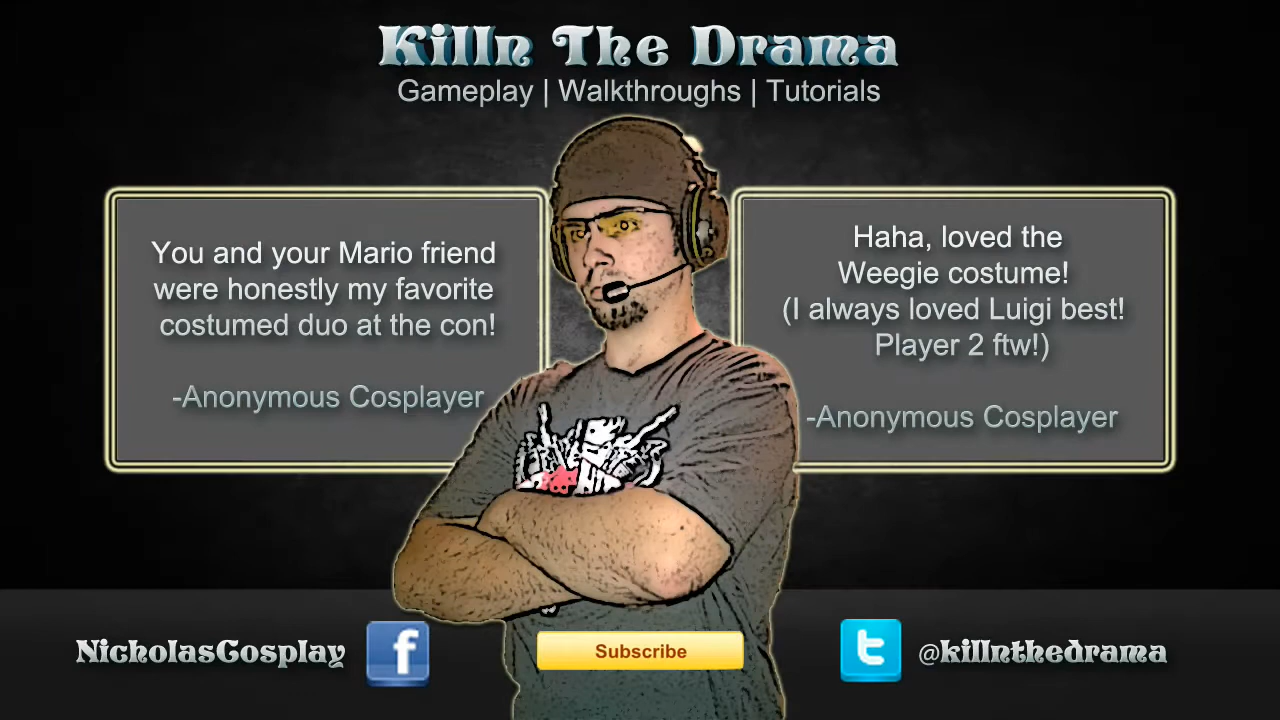 Killn The Drama
Gameplay | Walkthroughs | Tutorials
You and your Mario friend
were honestly my favorite
costumed duo at the con!
-Anonymous Cosplayer
Haha, loved the
Weegie costume!
(I always loved Luigi best!
Player 2 ftw!)
-Anonymous Cosplayer
NicholasCosplay
f
Subscribe
t
@killnthedrama